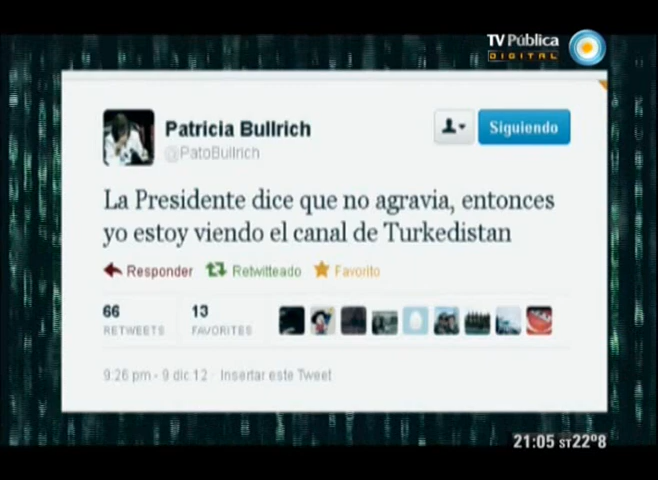 TV Pública
DIGITAL
Patricia Bullrich
@PatoBullrich
Siguiendo
La Presidente dice que no agravia, entonces
yo estoy viendo el canal de Turkedistan
Responder Retwitteado Favorito
66 13
RETWEETS FAVORITES
9:26 pm - 9 dic 12 · Insertar este Tweet
21:05 ST22º8